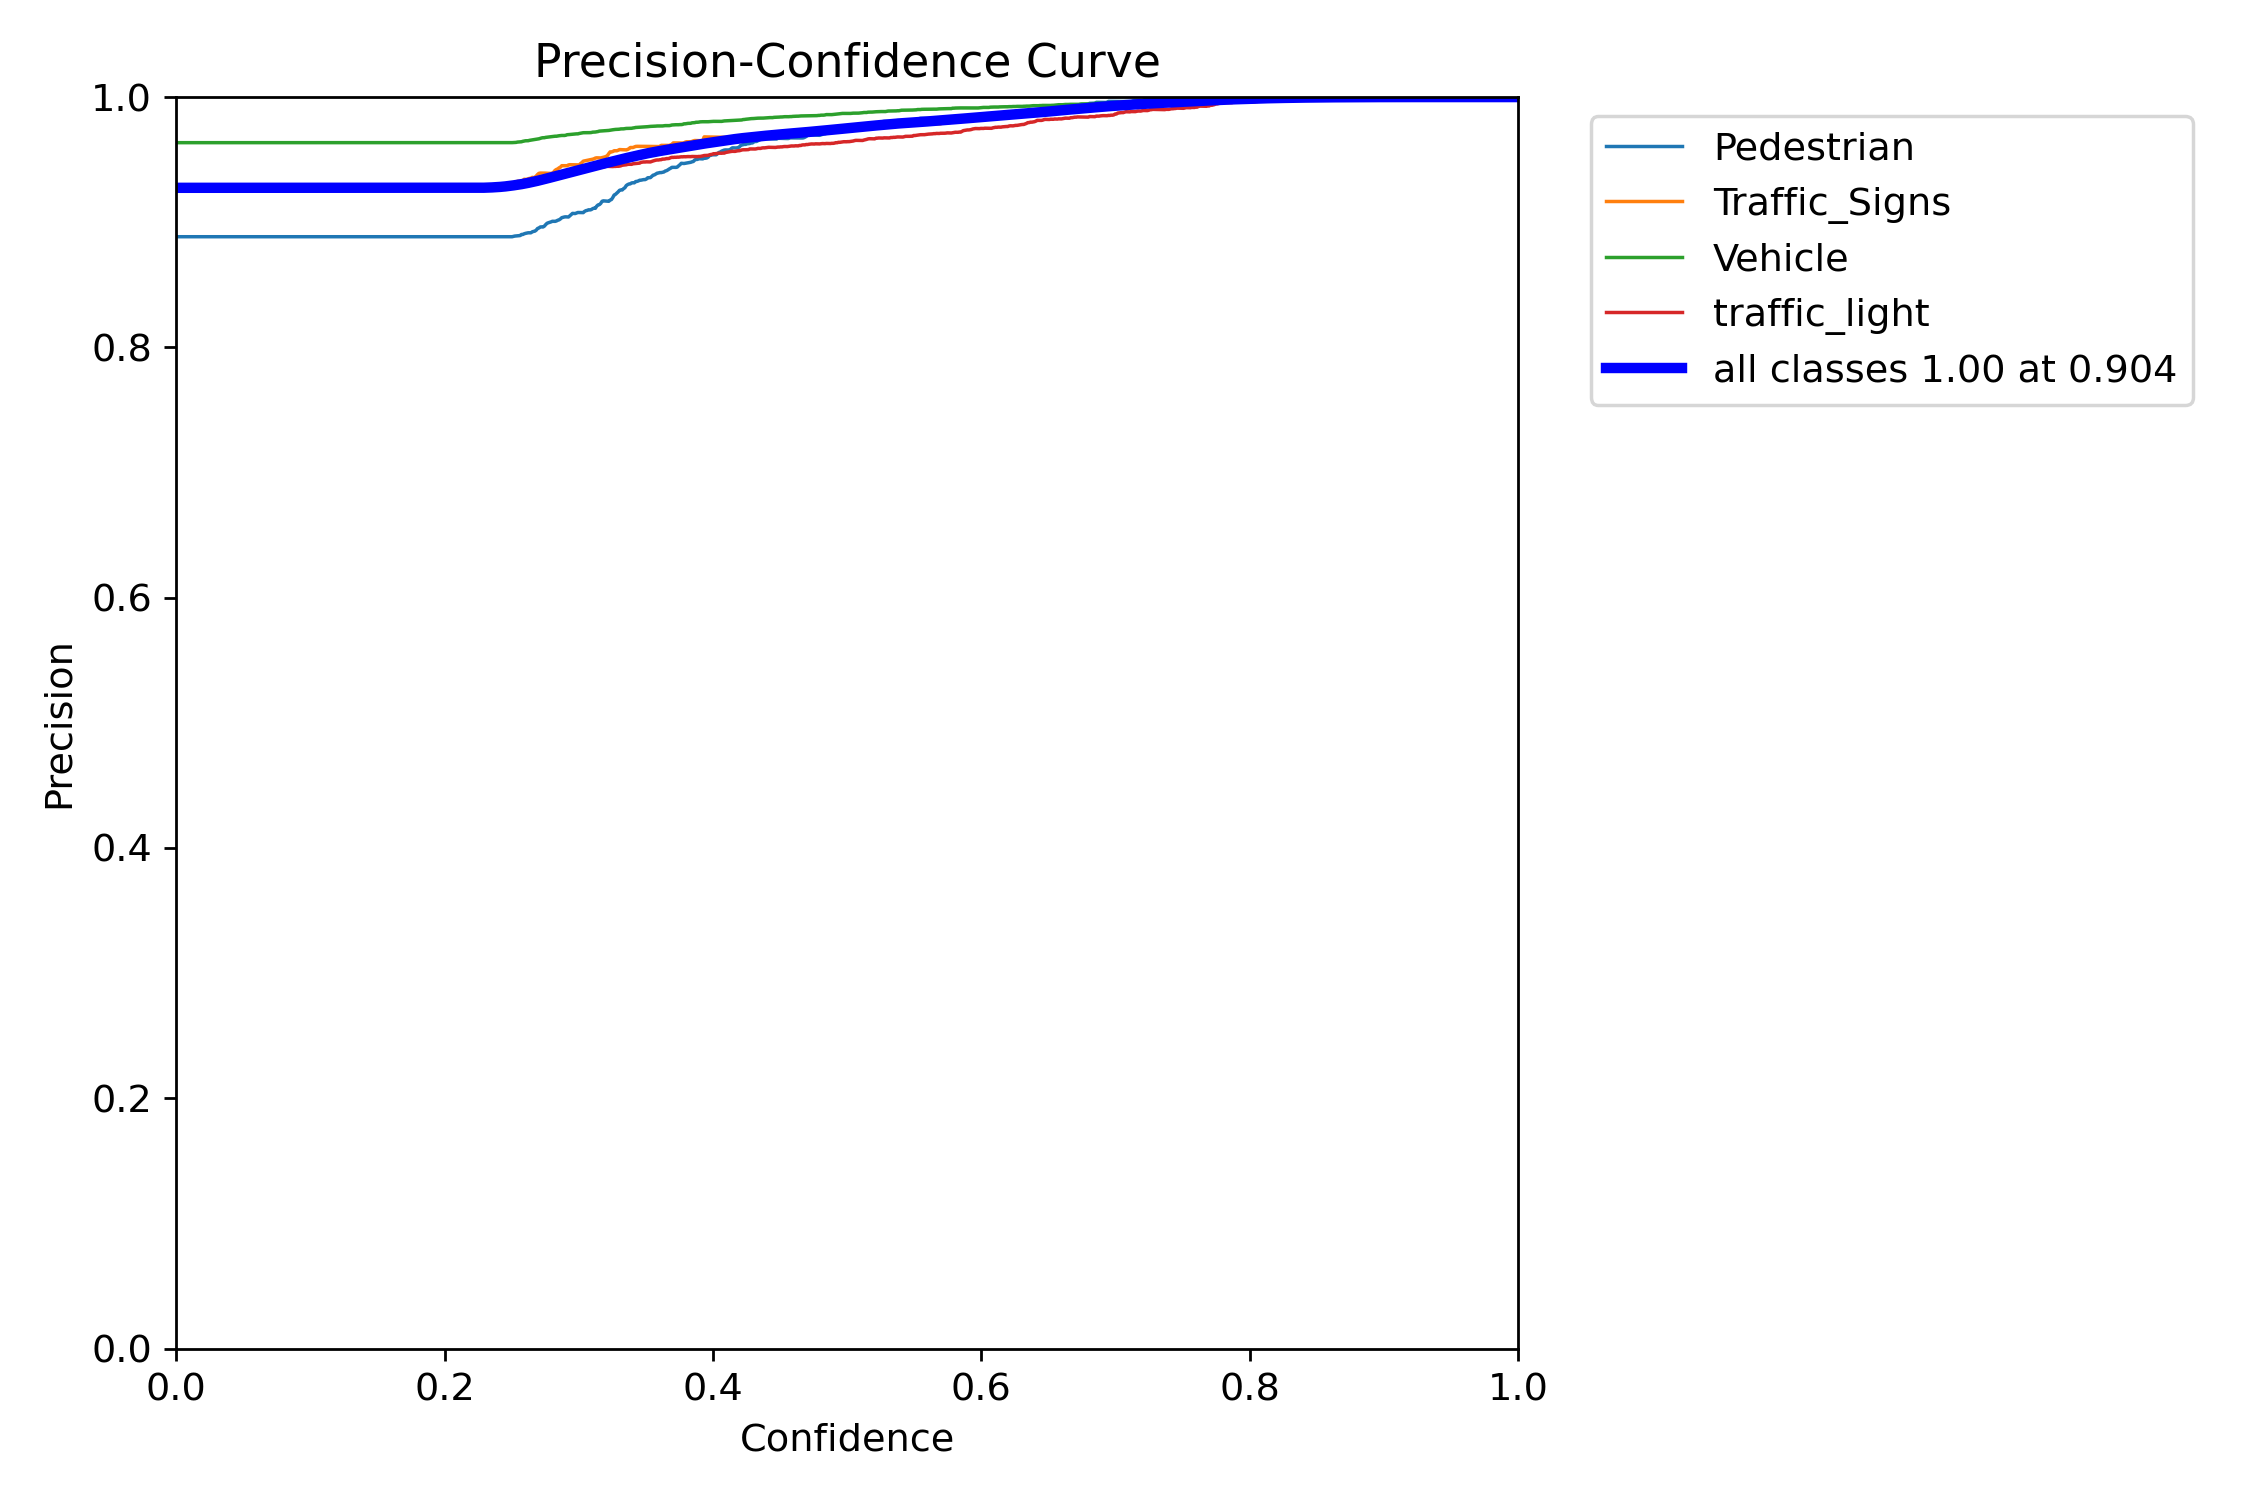 Precision-Confidence Curve
1.0
0.8
0.6
0.4
0.2
0.0
Precision
0.0 0.2 0.4 0.6 0.8 1.0
Confidence
Pedestrian
Traffic_Signs
Vehicle
traffic_light
all classes 1.00 at 0.904